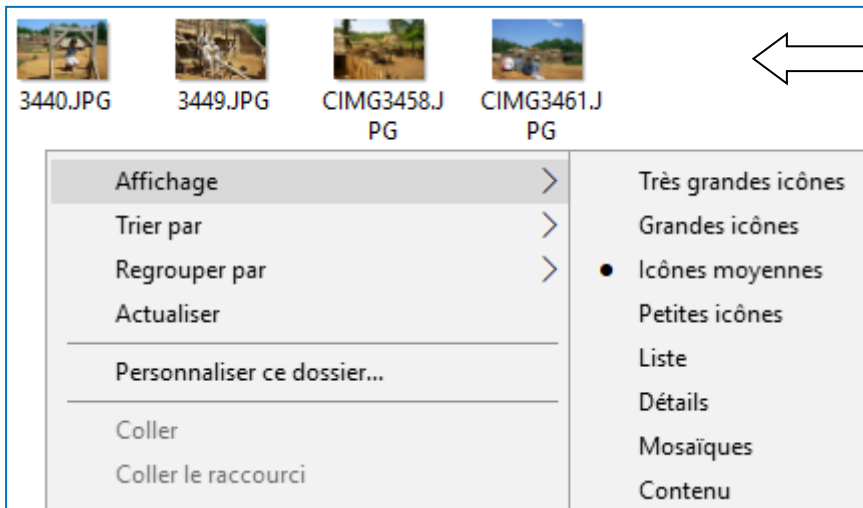 3440.JPG 3449.JPG CIMG3458.J CIMG3461.J
PG PG
Affichage
Trier par
Regrouper par
Actualiser
Personnaliser ce dossier...
Coller
Coller le raccourci
Très grandes icônes
Grandes icônes
Icônes moyennes
Petites icônes
Liste
Détails
Mosaïques
Contenu